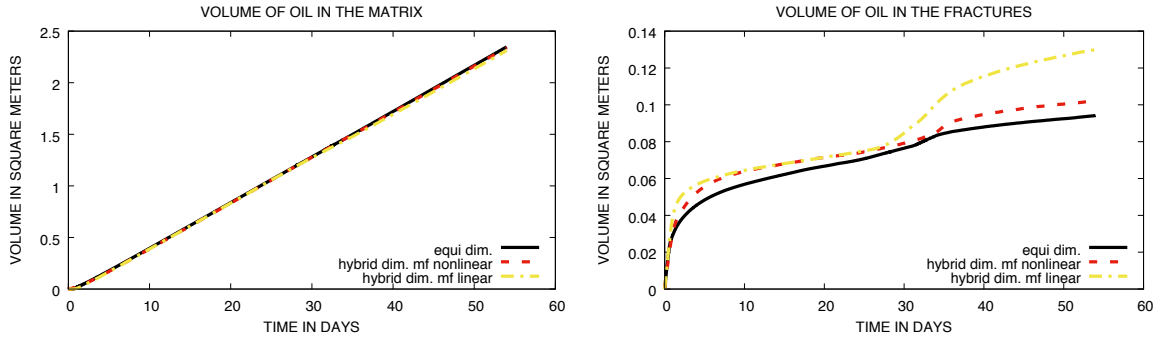 VOLUME OF OIL IN THE MATRIX
VOLUME IN SQUARE METERS
2.5
2
1.5
1
0.5
0
0 10 20 30 40 50 60
TIME IN DAYS
equi dim.
hybrid dim. mf nonlinear
hybrid dim. mf linear
VOLUME OF OIL IN THE FRACTURES
VOLUME IN SQUARE METERS
0.14
0.12
0.1
0.08
0.06
0.04
0.02
0
0 10 20 30 40 50 60
TIME IN DAYS
equi dim.
hybrid dim. mf nonlinear
hybrid dim. mf linear